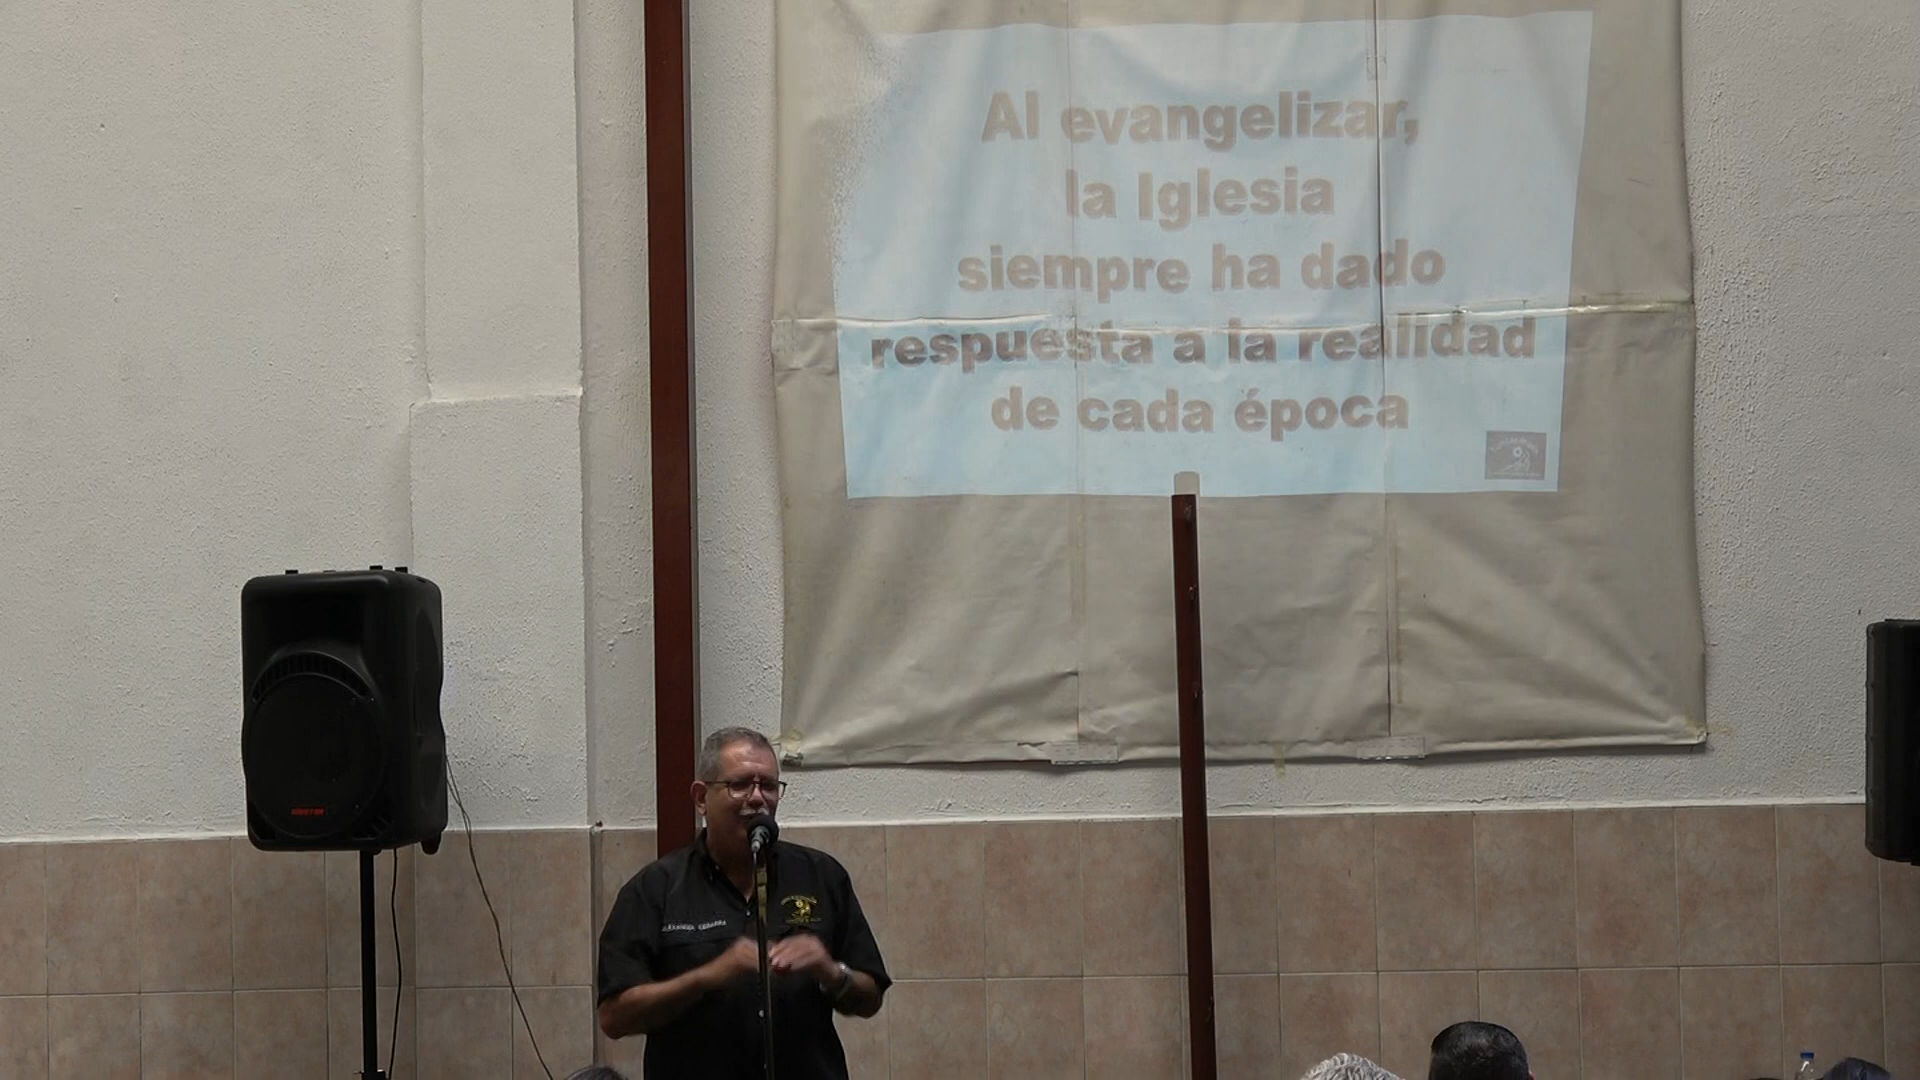 Al evangelizar,
la Iglesia
siempre ha dado
respuesta a la realidad
de cada época